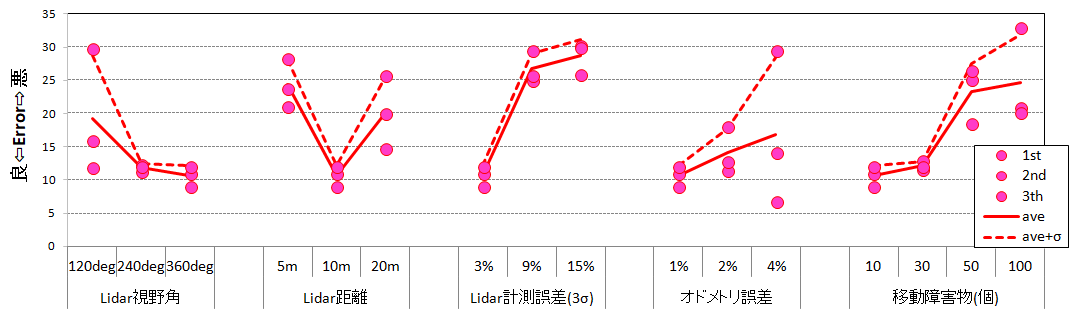 35
30
25
20
15
10
5
0
良⇦Error⇨悪
120deg 240deg 360deg 5m 10m 20m 3% 9% 15% 1% 2% 4% 10 30 50 100
Lidar視野角 Lidar距離 Lidar計測誤差(3σ) オドメトリ誤差 移動障害物(個)
1st
2nd
3th
ave
ave+σ